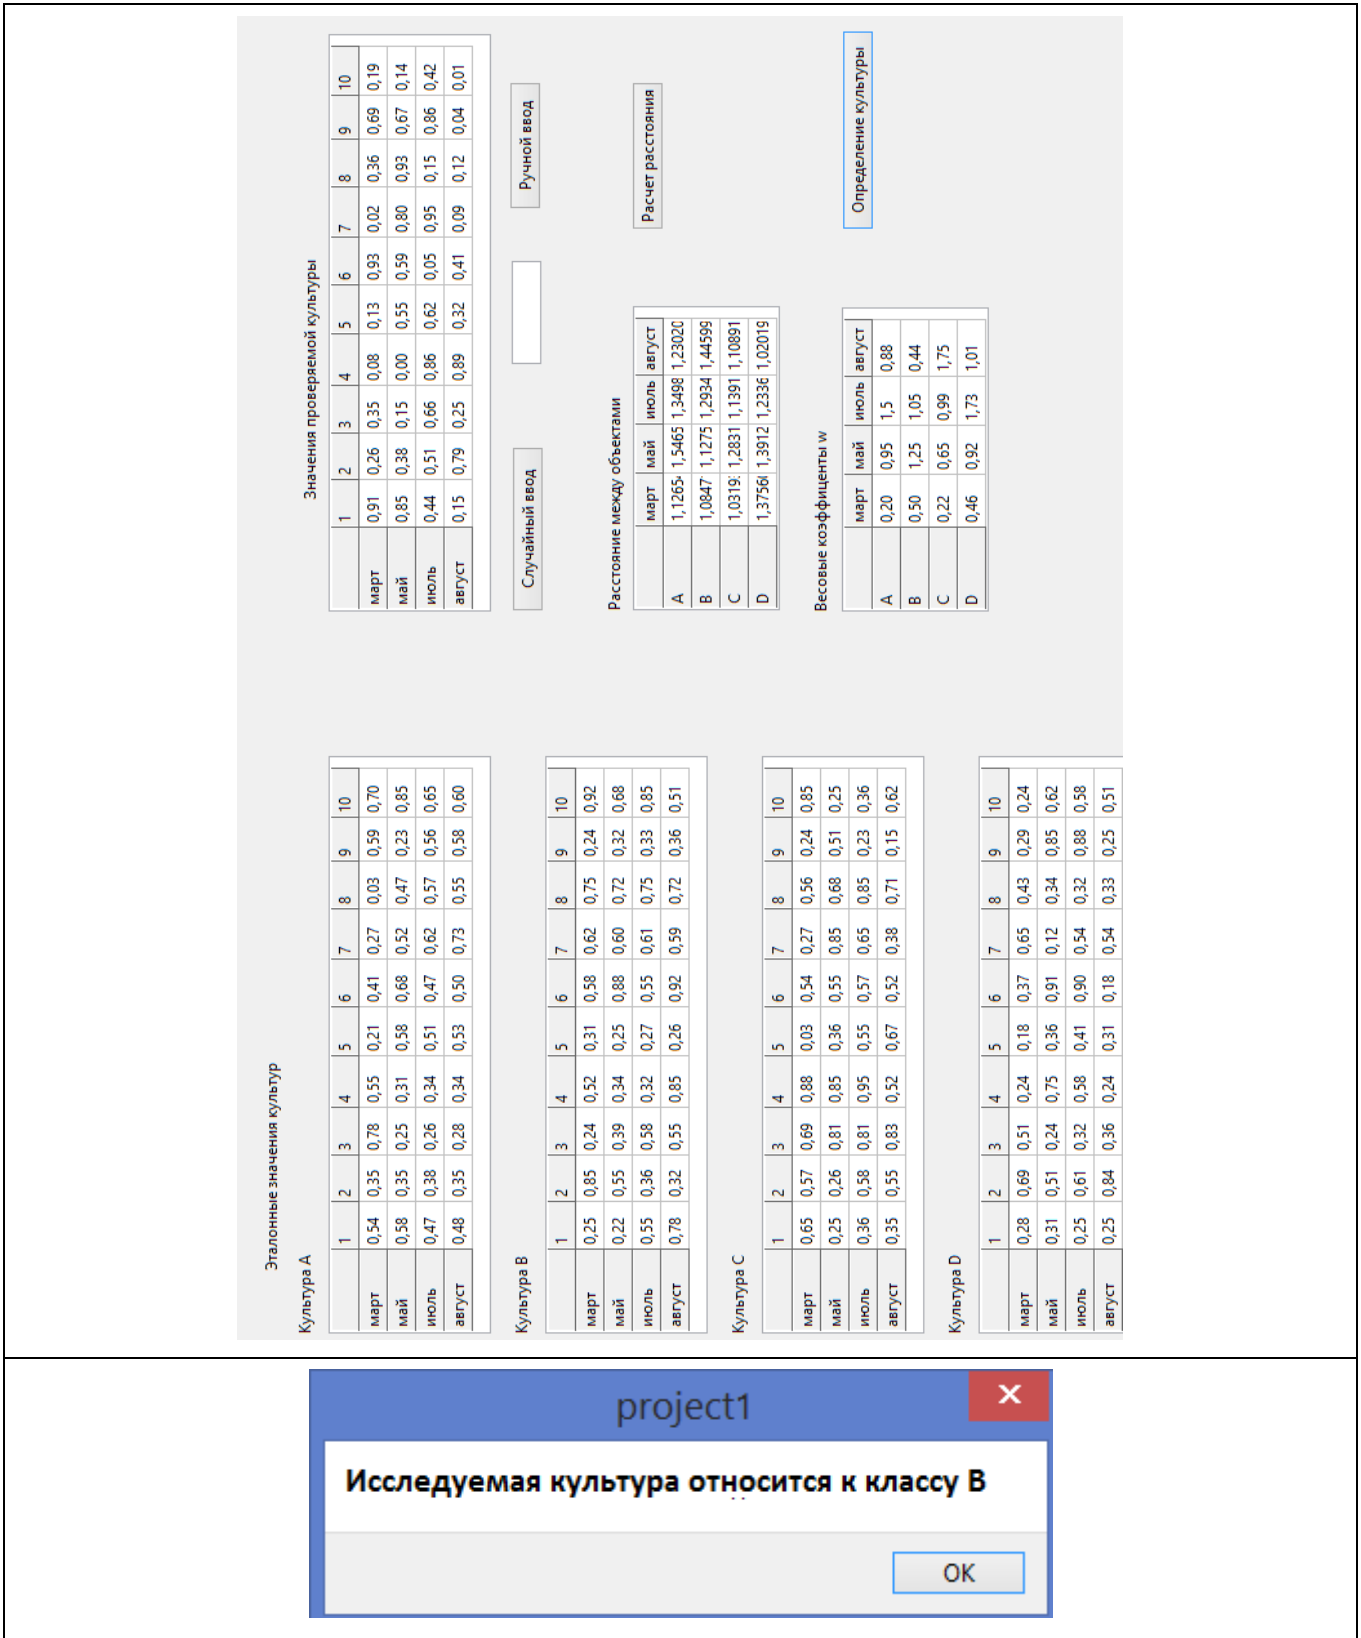 Эталонные значения культур
Культура A
1 2 3 4 5 6 7 8 9 10
март 0,54 0,35 0,78 0,55 0,21 0,41 0,27 0,03 0,59 0,70
май 0,58 0,35 0,25 0,31 0,58 0,68 0,52 0,47 0,23 0,85
июль 0,47 0,38 0,26 0,34 0,51 0,47 0,62 0,57 0,56 0,65
август 0,48 0,35 0,28 0,34 0,53 0,50 0,73 0,55 0,58 0,60
Культура B
1 2 3 4 5 6 7 8 9 10
март 0,25 0,85 0,24 0,52 0,31 0,58 0,62 0,75 0,24 0,92
май 0,22 0,55 0,39 0,34 0,25 0,88 0,60 0,72 0,32 0,68
июль 0,55 0,36 0,58 0,32 0,27 0,55 0,61 0,75 0,33 0,85
август 0,78 0,32 0,55 0,85 0,26 0,92 0,59 0,72 0,36 0,51
Культура C
1 2 3 4 5 6 7 8 9 10
март 0,65 0,57 0,69 0,88 0,03 0,54 0,27 0,56 0,24 0,85
май 0,25 0,26 0,81 0,85 0,36 0,55 0,85 0,68 0,51 0,25
июль 0,36 0,58 0,81 0,95 0,55 0,57 0,65 0,85 0,23 0,36
август 0,35 0,55 0,83 0,52 0,67 0,52 0,38 0,71 0,15 0,62
Культура D
1 2 3 4 5 6 7 8 9 10
март 0,28 0,69 0,51 0,24 0,18 0,37 0,65 0,43 0,29 0,24
май 0,31 0,51 0,24 0,75 0,36 0,91 0,12 0,34 0,85 0,62
июль 0,25 0,61 0,32 0,58 0,41 0,90 0,54 0,32 0,88 0,58
август 0,25 0,84 0,36 0,24 0,31 0,18 0,54 0,33 0,25 0,51
Значения проверяемой культуры
1 2 3 4 5 6 7 8 9 10
март 0,91 0,26 0,35 0,08 0,13 0,93 0,02 0,36 0,69 0,19
май 0,85 0,38 0,15 0,00 0,55 0,59 0,80 0,93 0,67 0,14
июль 0,44 0,51 0,66 0,86 0,62 0,05 0,95 0,15 0,86 0,42
август 0,15 0,79 0,25 0,89 0,32 0,41 0,09 0,12 0,04 0,01
Случайный ввод Ручной ввод
Расстояние между объектами
март май июль август
A 1,1265 1,5465 1,3498 1,23020
B 1,0847 1,1275 1,2934 1,44599
C 1,0319 1,2831 1,1391 1,10891
D 1,3756 1,3912 1,2336 1,02019
Расчет расстояния
Весовые коэффиценты w
март май июль август
A 0,20 0,95 1,5 0,88
B 0,50 1,25 1,05 0,44
C 0,22 0,65 0,99 1,75
D 0,46 0,92 1,73 1,01
Определение культуры
project1
Исследуемая культура относится к классу В
OK